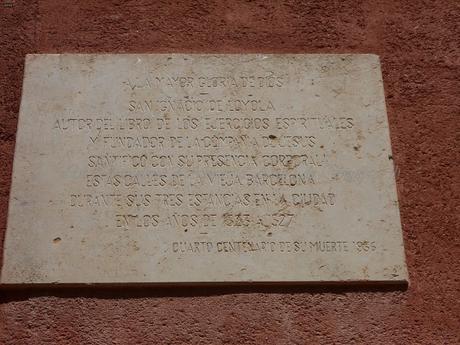 A LA MAYOR GLORIA DE DIOS
SAN IGNACIO DE LOYOLA
AUTOR DEL LIBRO DE LOS EJERCICIOS ESPIRITUALES
Y FUNDADOR DE LA COMPAÑIA DE JESUS
SANTIFICO CON SU PRESENCIA CORPORAL
ESTAS CALLES DE LA VIEJA BARCELONA
DURANTE SUS TRES ESTANCIAS EN LA CIUDAD
EN LOS AÑOS DE 1523 A 1527
CUARTO CENTENARIO DE SU MUERTE 1956